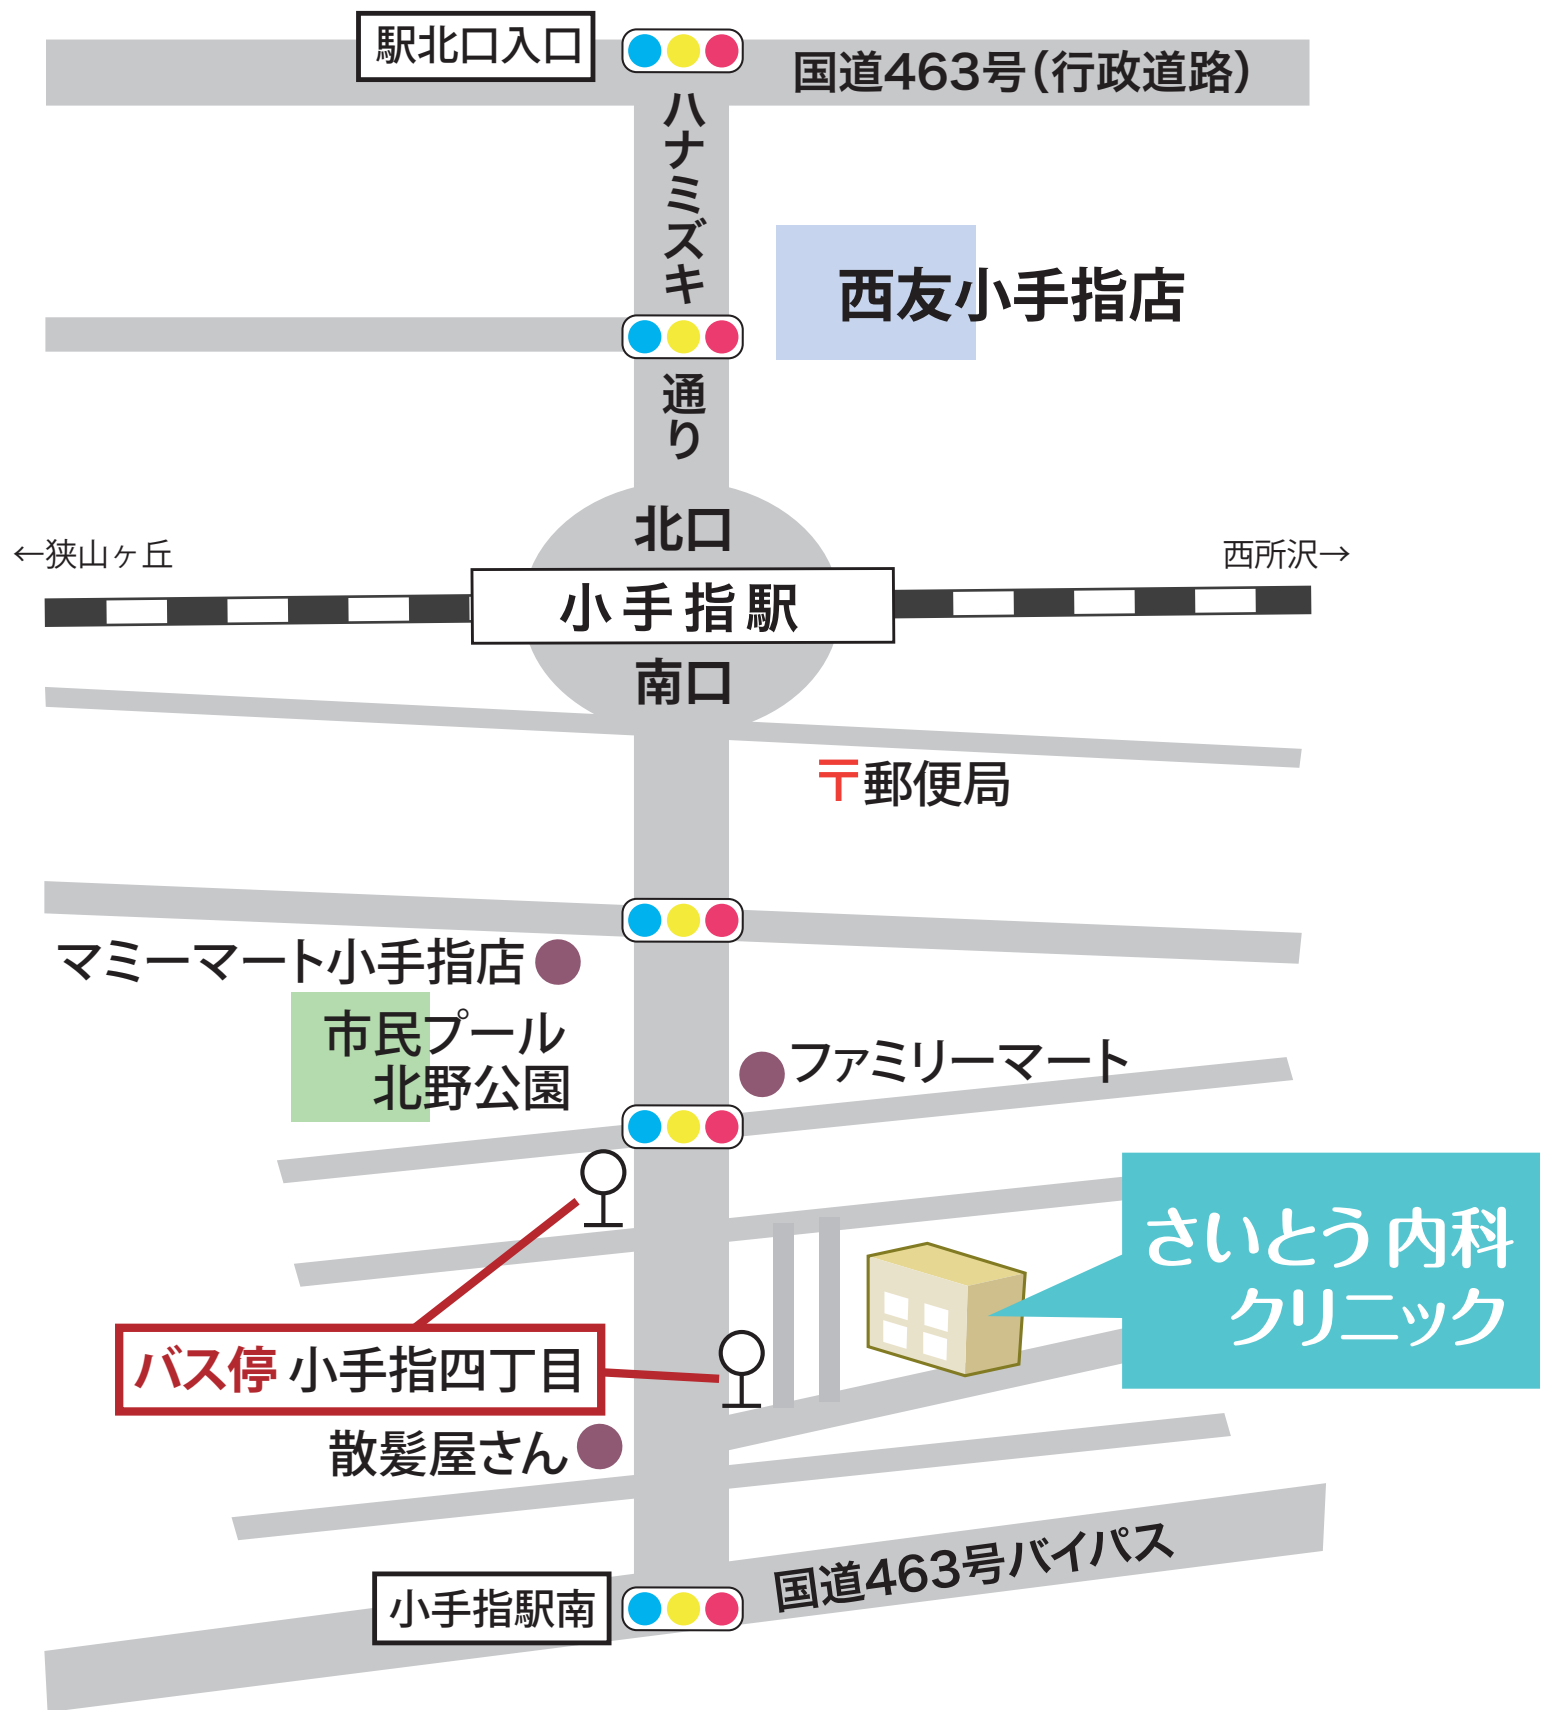 駅北口入口
国道463号(行政道路)
ハナミズキ通り
西友小手指店
北口
←狭山ヶ丘
西所沢→
小手指駅
南口
〒郵便局
マミーマート小手指店
市民プール
北野公園
ファミリーマート
さいとう内科
クリニック
バス停 小手指四丁目
散髪屋さん
国道463号バイパス
小手指駅南